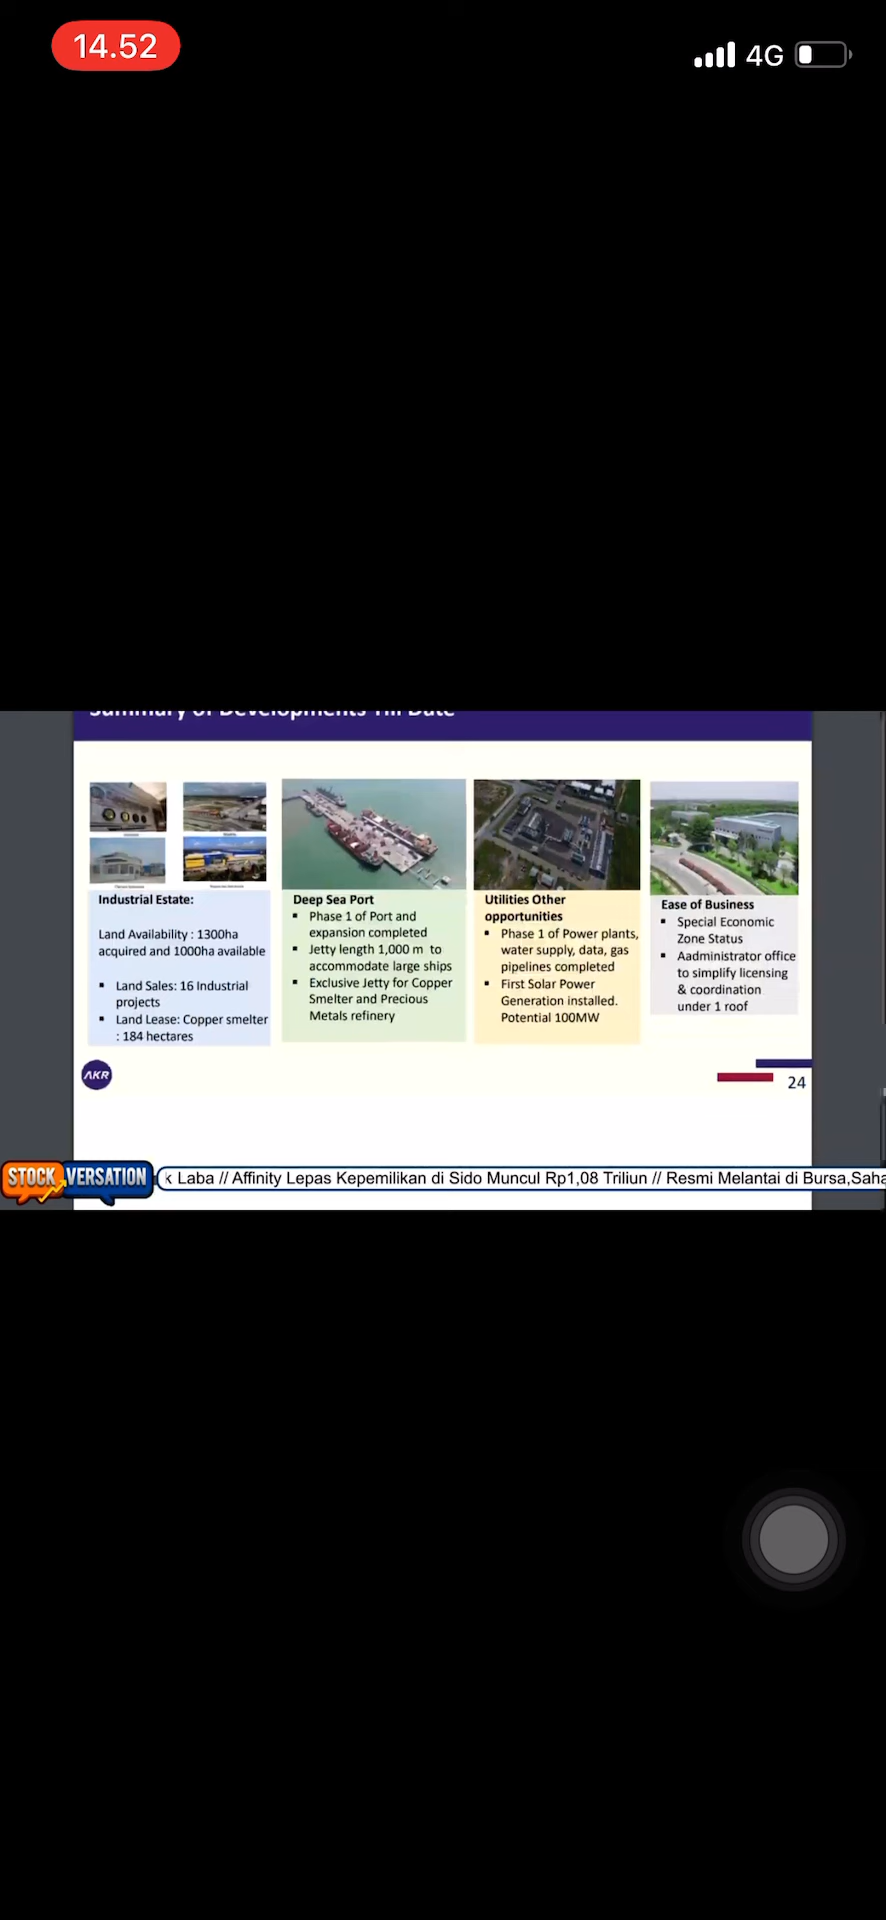 14.52
4G
Summary of Developments Till Date
Industrial Estate:
Land Availability : 1300ha
acquired and 1000ha available
▪ Land Sales: 16 Industrial
projects
▪ Land Lease: Copper smelter
: 184 hectares
Deep Sea Port
▪ Phase 1 of Port and
expansion completed
▪ Jetty length 1,000 m to
accommodate large ships
▪ Exclusive Jetty for Copper
Smelter and Precious
Metals refinery
Utilities Other
opportunities
▪ Phase 1 of Power plants,
water supply, data, gas
pipelines completed
▪ First Solar Power
Generation installed.
Potential 100MW
Ease of Business
▪ Special Economic
Zone Status
▪ Aadministrator office
to simplify licensing
& coordination
under 1 roof
AKR
24
STOCK VERSATION
k Laba // Affinity Lepas Kepemilikan di Sido Muncul Rp1,08 Triliun // Resmi Melantai di Bursa,Saha